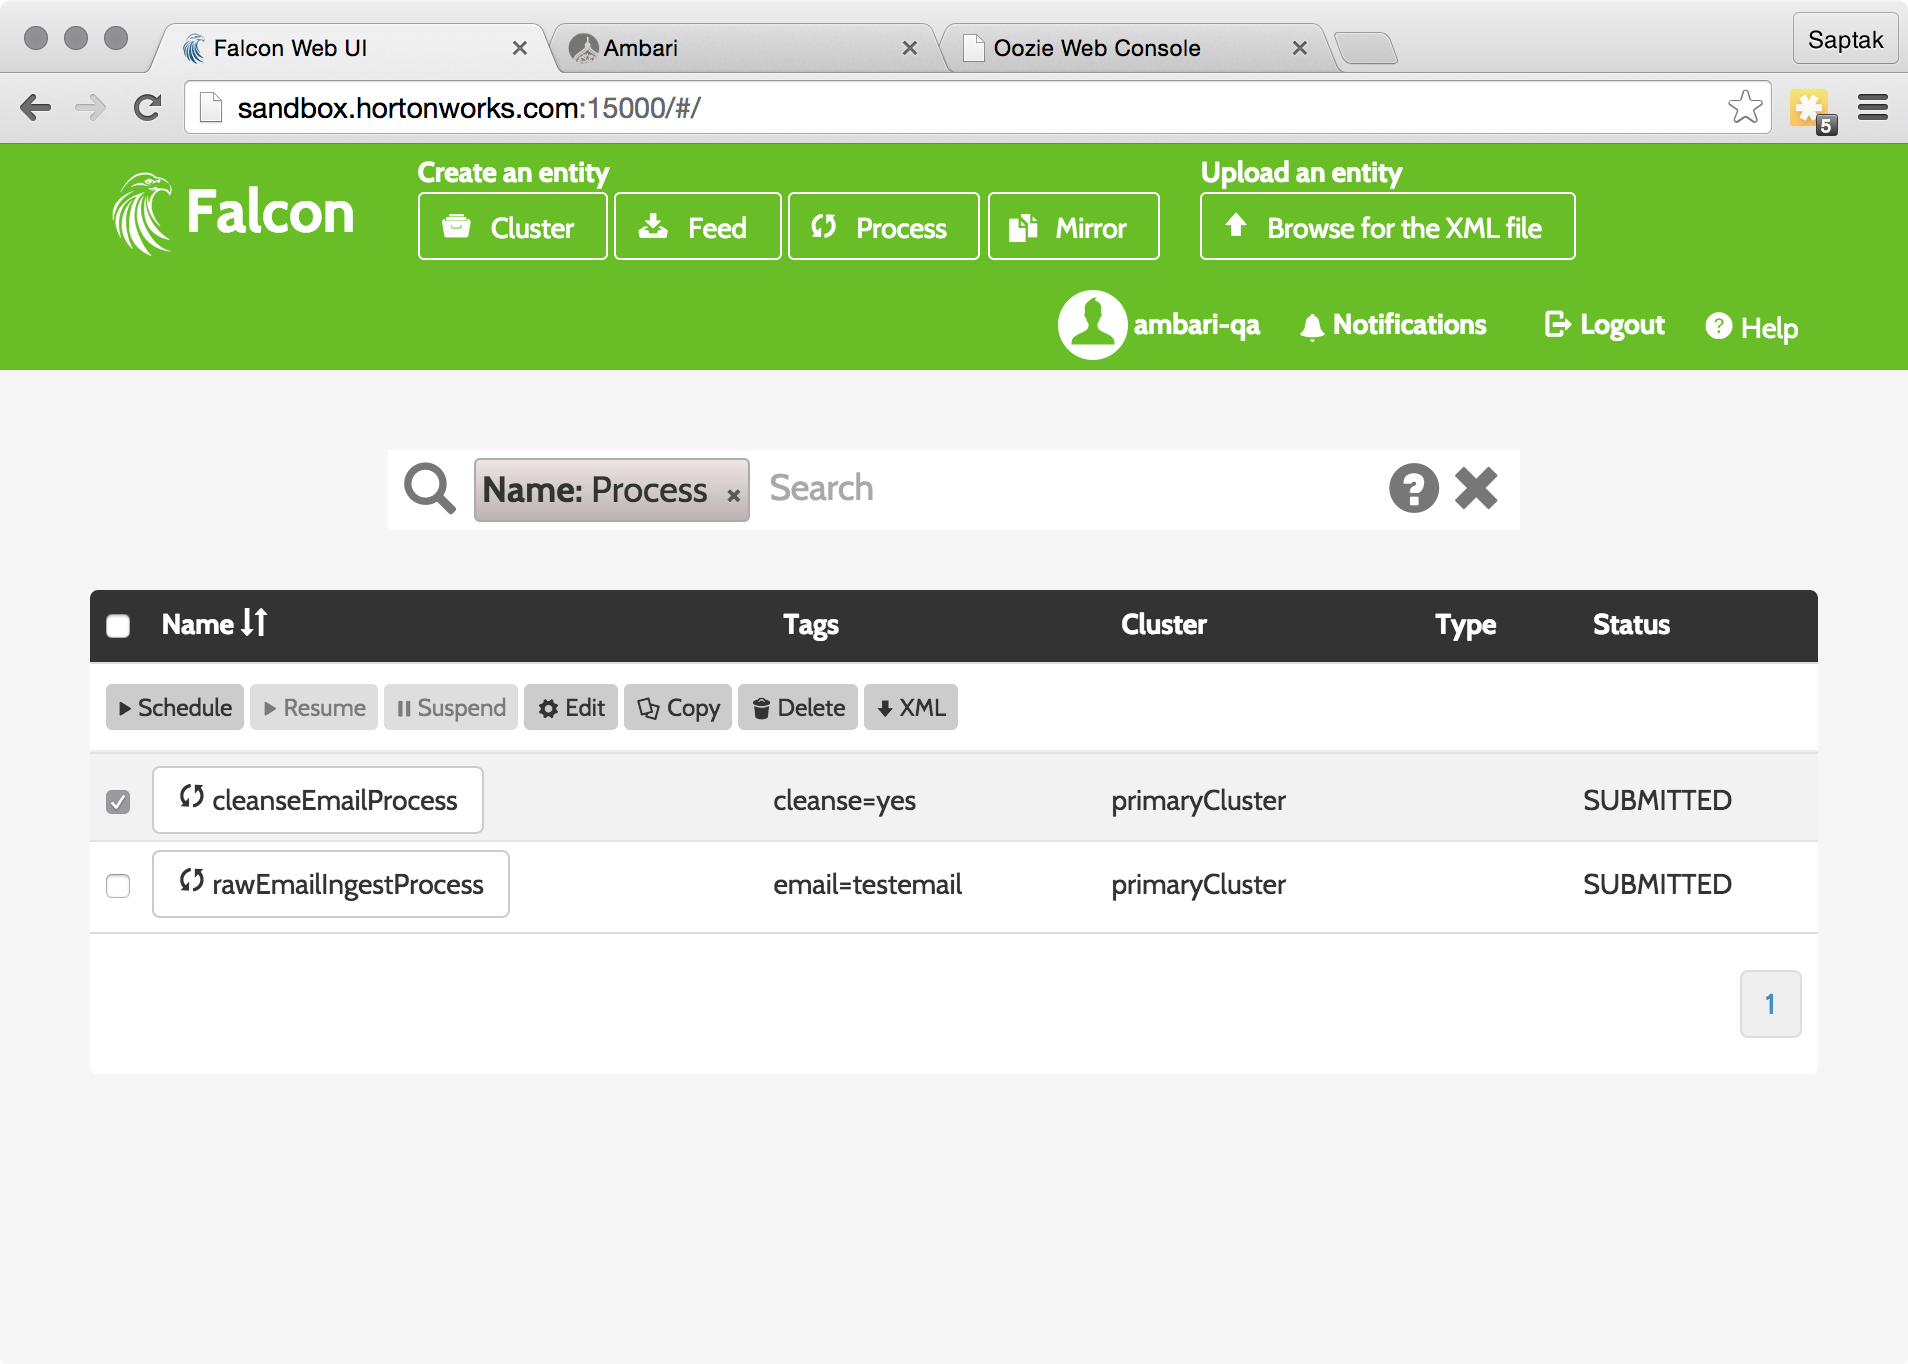 Falcon Web UI Ambari Oozie Web Console Saptak
sandbox.hortonworks.com:15000/#/ 5
Create an entity Upload an entity
Falcon Cluster Feed Process Mirror Browse for the XML file
ambari-qa Notifications Logout ? Help
Name: Process × Search ?
Name Tags Cluster Type Status
Schedule Resume Suspend Edit Copy Delete XML
cleanseEmailProcess cleanse=yes primaryCluster SUBMITTED
rawEmailIngestProcess email=testemail primaryCluster SUBMITTED
1